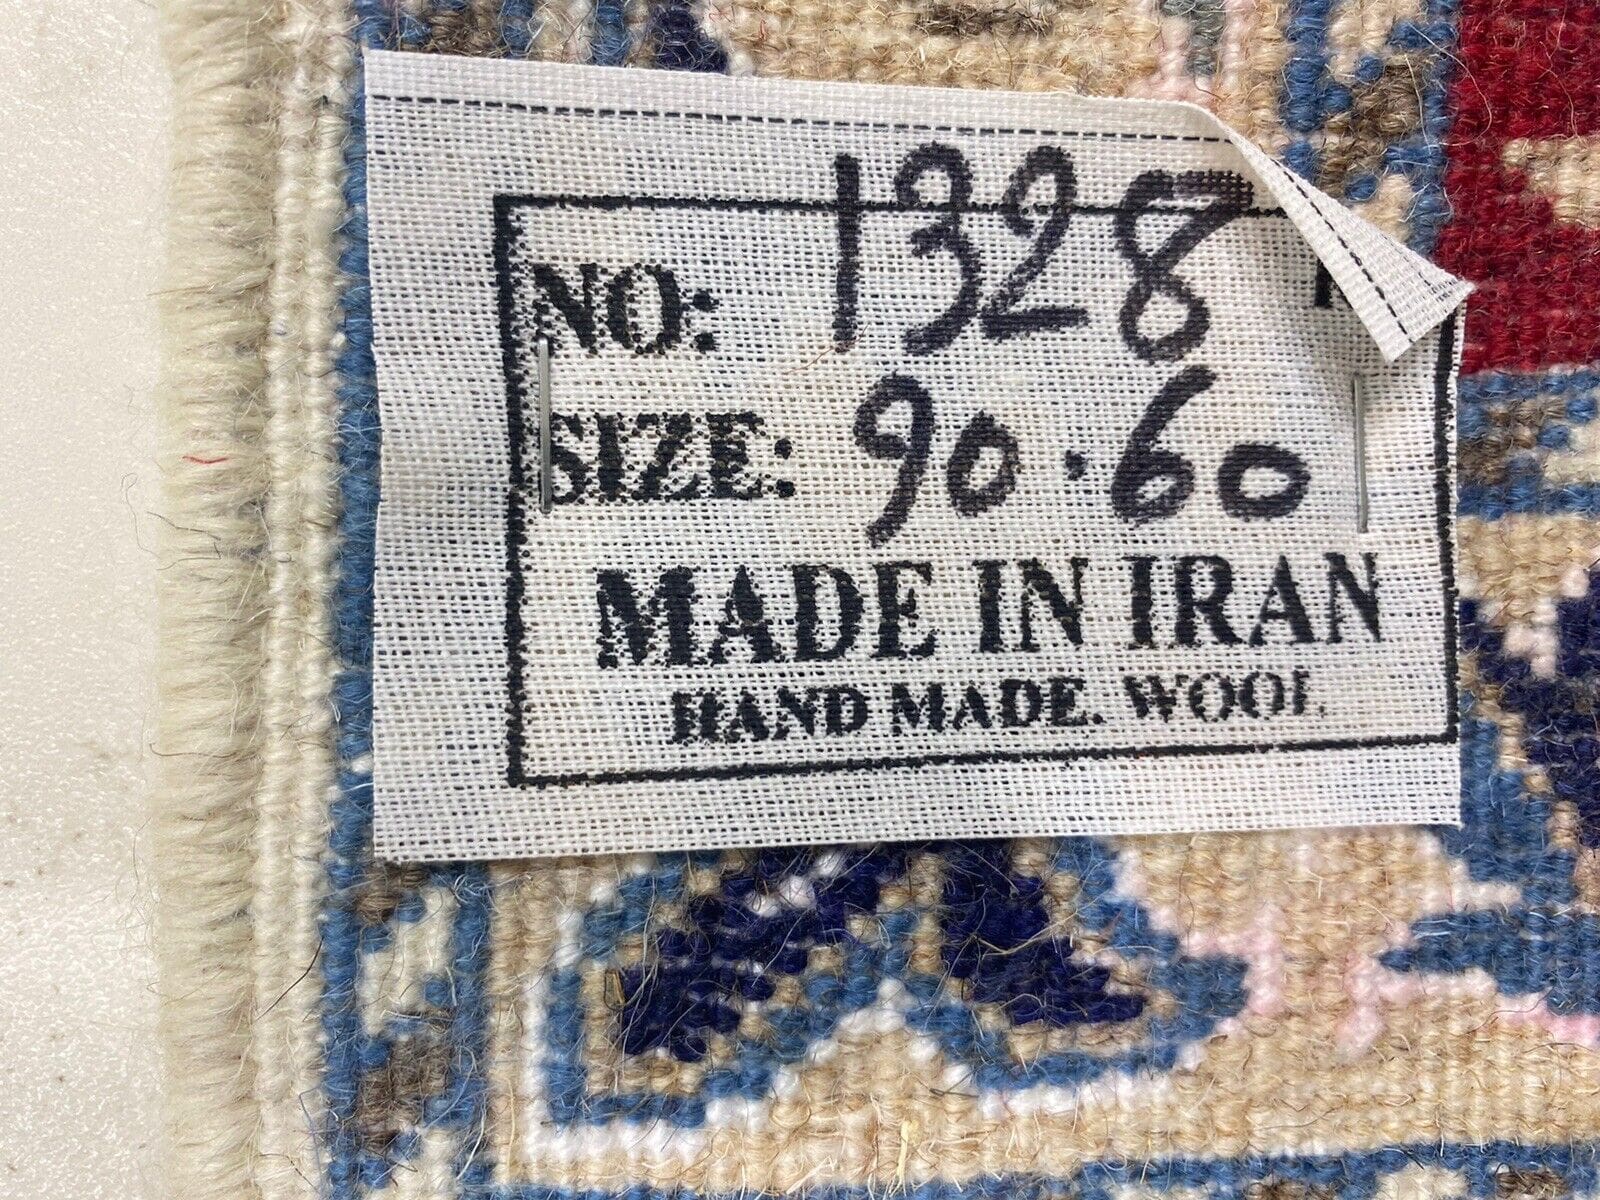 NO: 1328
SIZE: 90.60
MADE IN IRAN
HAND MADE. WOOL